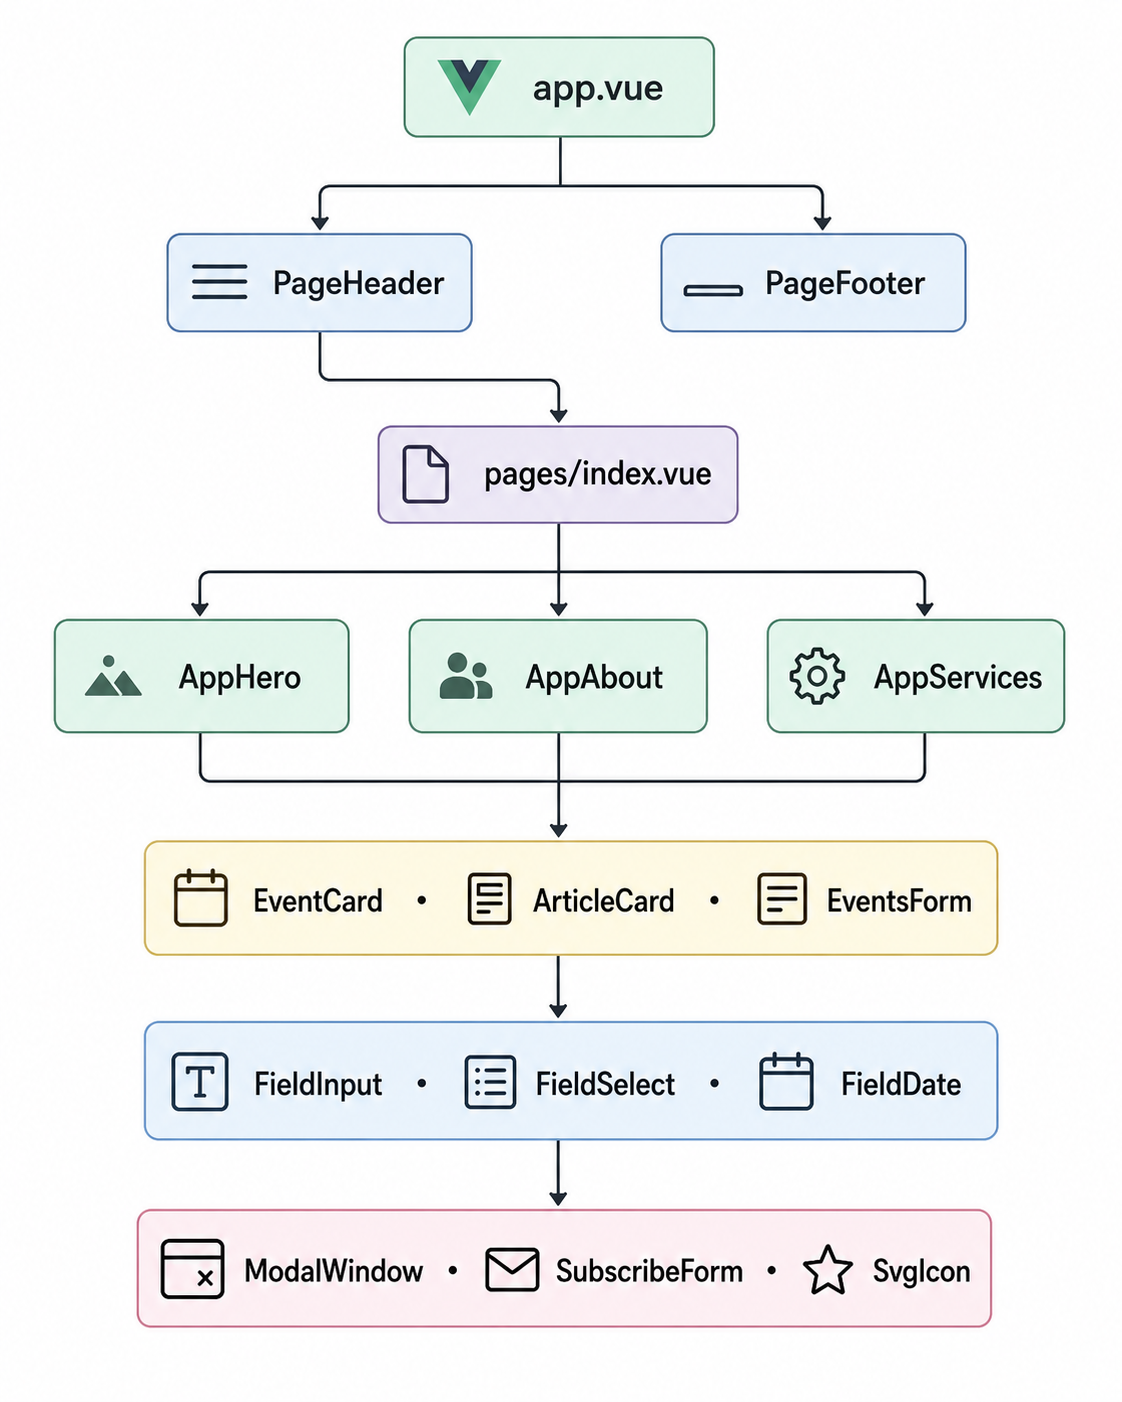 app.vue
PageHeader
PageFooter
pages/index.vue
AppHero
AppAbout
AppServices
EventCard • ArticleCard • EventsForm
FieldInput • FieldSelect • FieldDate
ModalWindow • SubscribeForm • SvgIcon